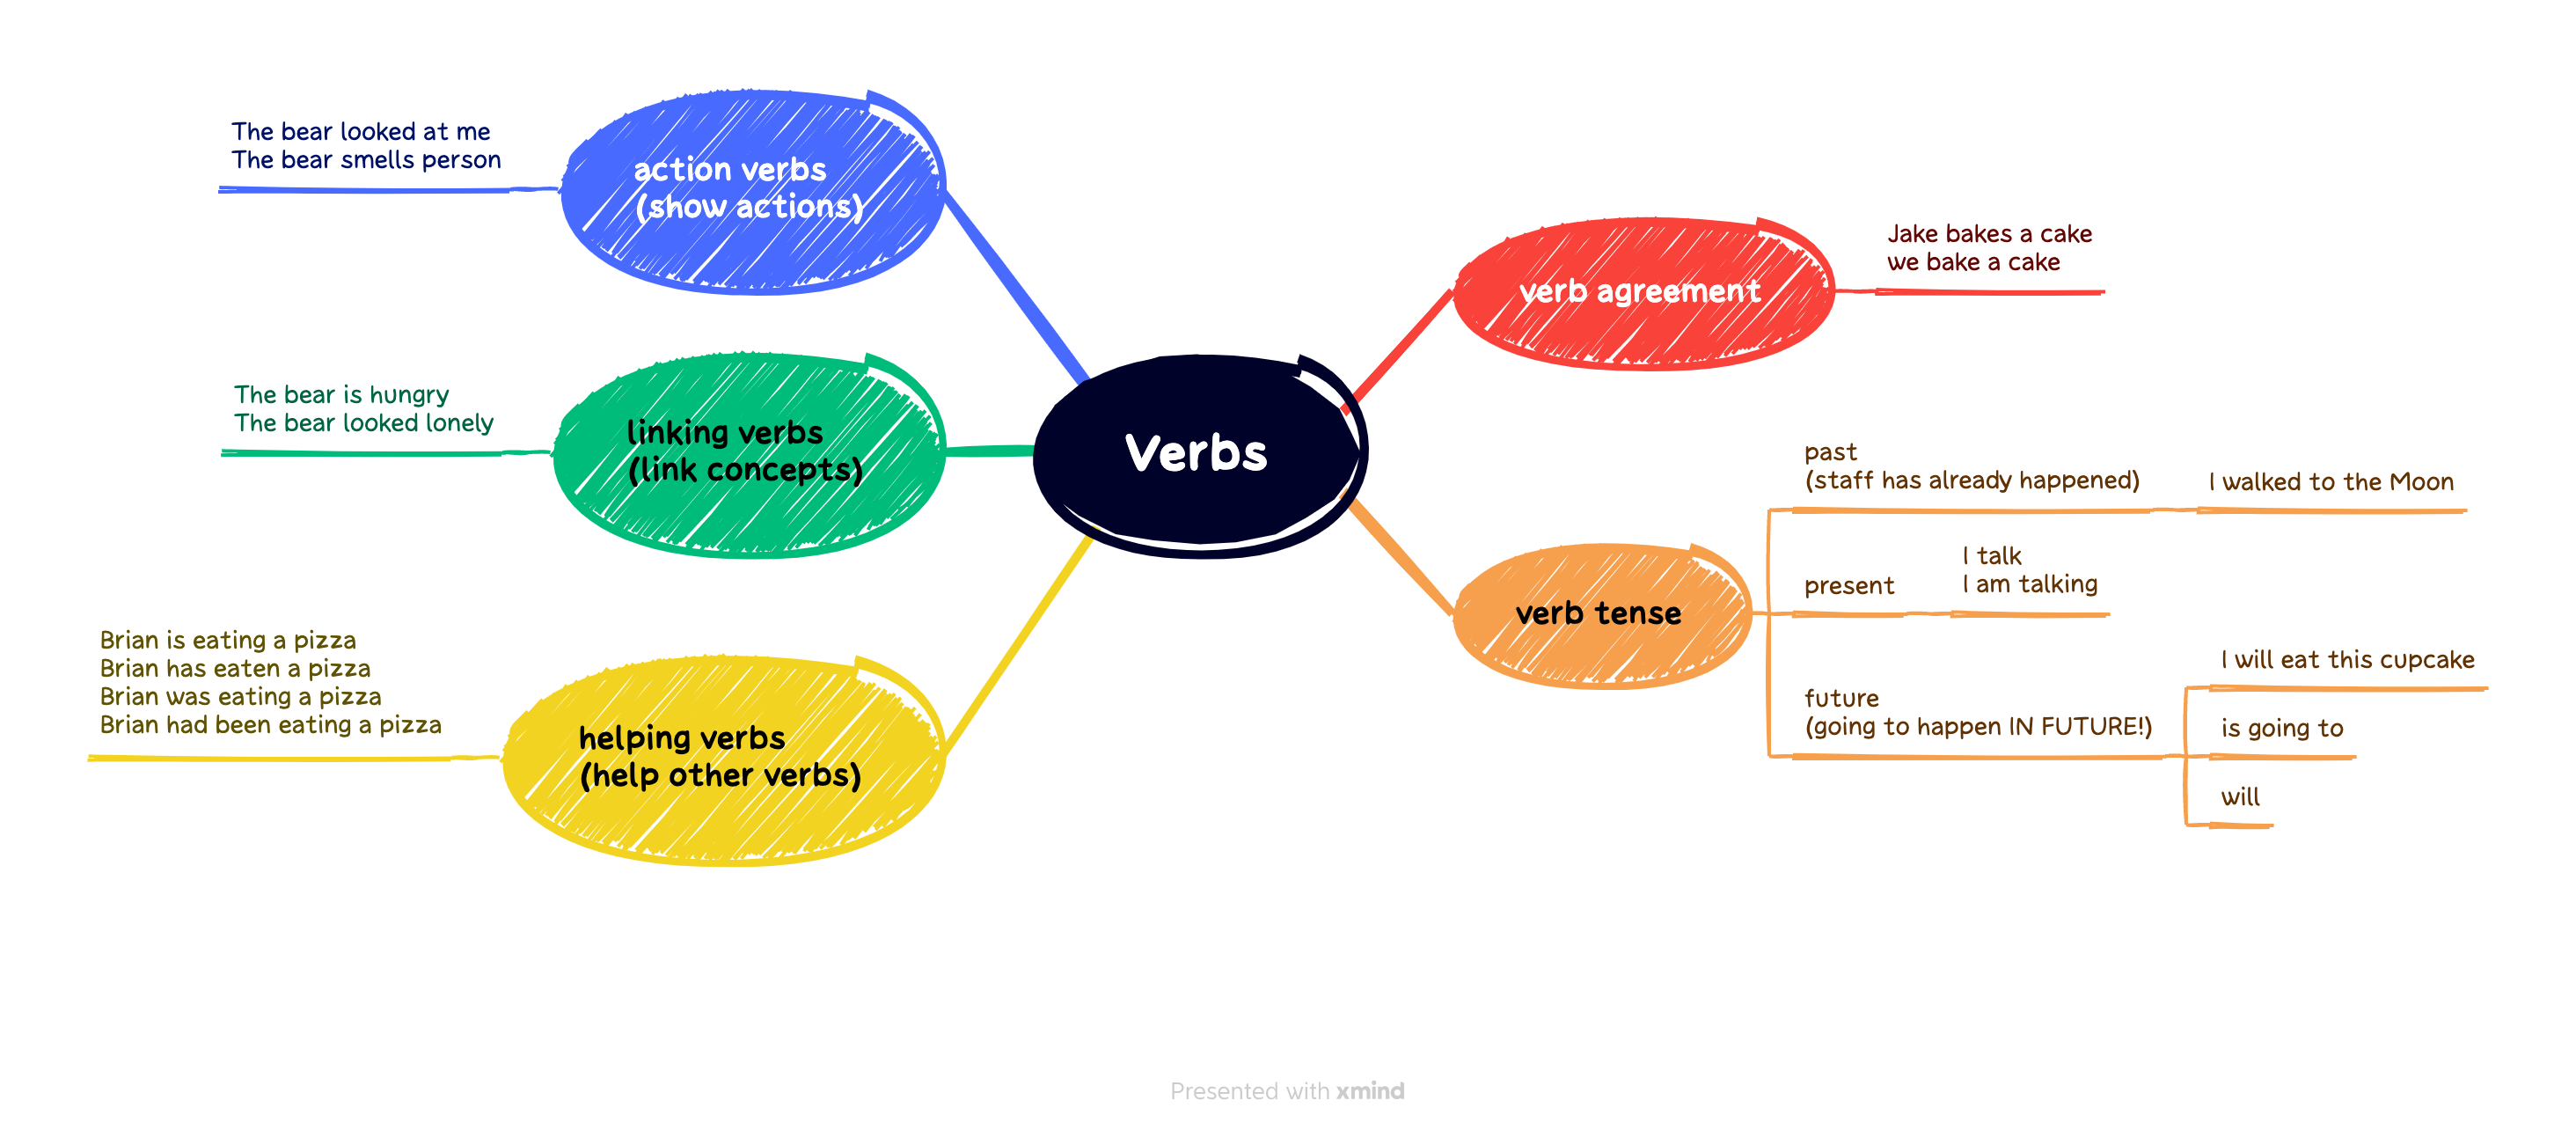 The bear looked at me
The bear smells person
action verbs
(show actions)
The bear is hungry
The bear looked lonely
linking verbs
(link concepts)
Brian is eating a pizza
Brian has eaten a pizza
Brian was eating a pizza
Brian had been eating a pizza
helping verbs
(help other verbs)
Verbs
verb agreement
Jake bakes a cake
we bake a cake
verb tense
past
(staff has already happened)
I walked to the Moon
present
I talk
I am talking
future
(going to happen IN FUTURE!)
I will eat this cupcake
is going to
will
Presented with xmind